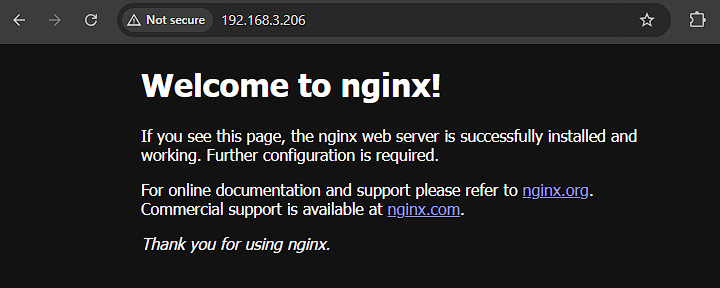 Not secure 192.168.3.206
Welcome to nginx!
If you see this page, the nginx web server is successfully installed and
working. Further configuration is required.
For online documentation and support please refer to nginx.org.
Commercial support is available at nginx.com.
Thank you for using nginx.